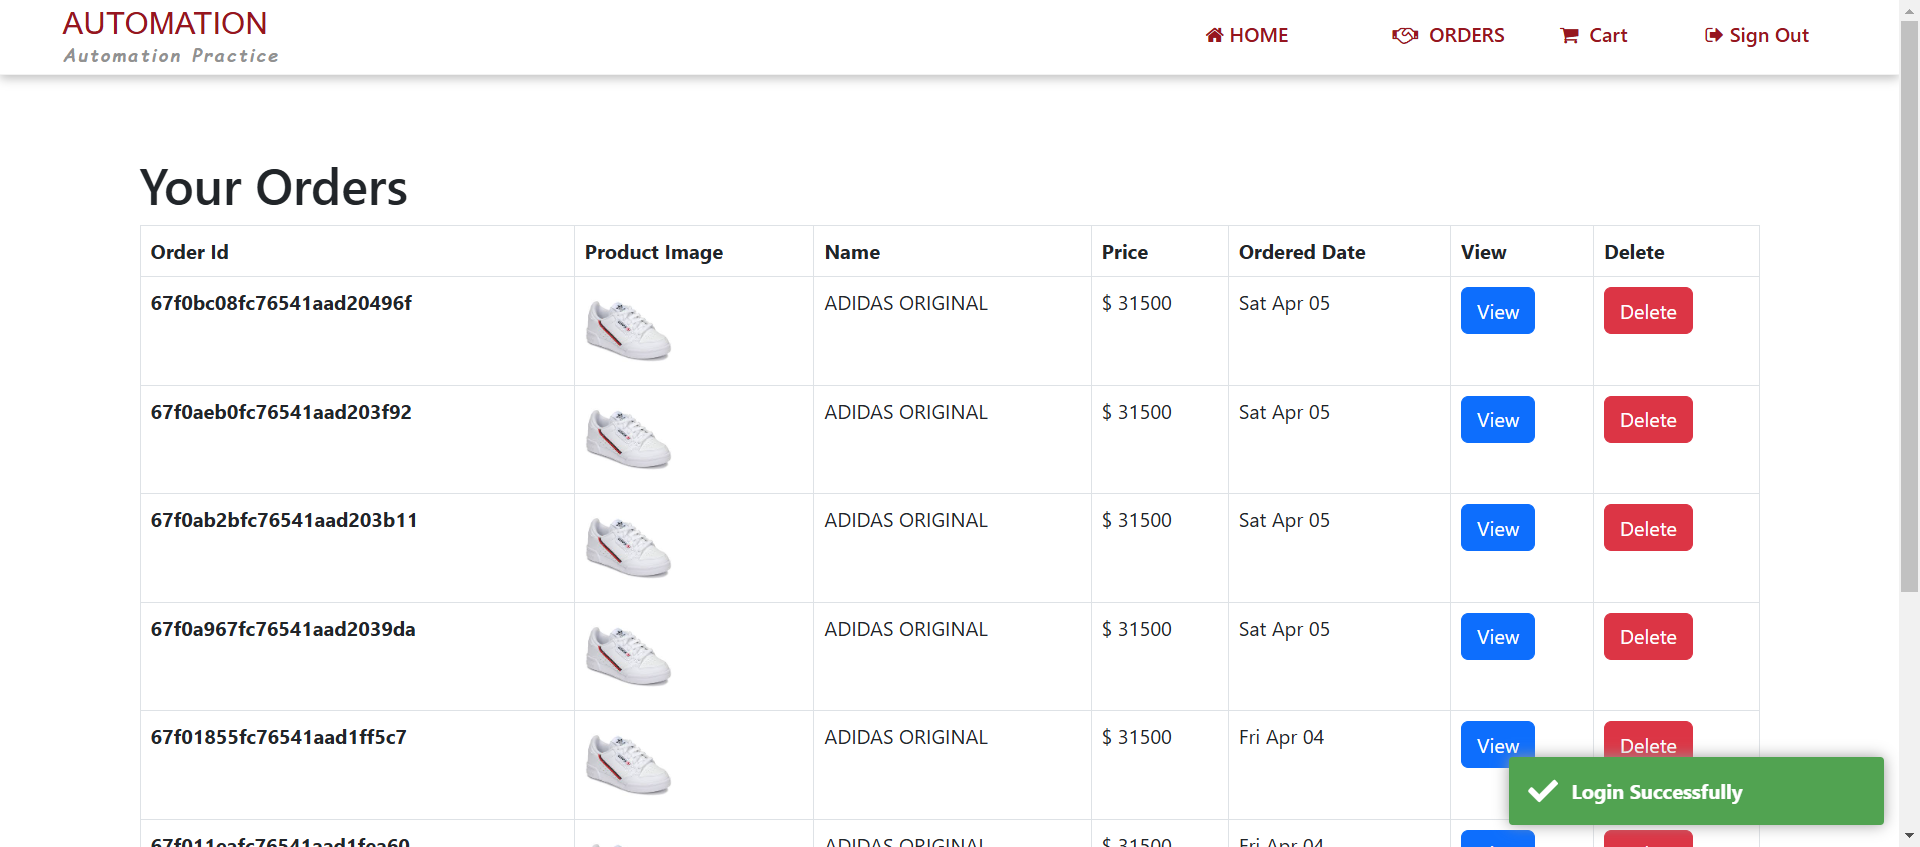 AUTOMATION
Automation Practice
HOME ORDERS Cart Sign Out
Your Orders
Order Id Product Image Name Price Ordered Date View Delete
67f0bc08fc76541aad20496f ADIDAS ORIGINAL $ 31500 Sat Apr 05 View Delete
67f0aeb0fc76541aad203f92 ADIDAS ORIGINAL $ 31500 Sat Apr 05 View Delete
67f0ab2bfc76541aad203b11 ADIDAS ORIGINAL $ 31500 Sat Apr 05 View Delete
67f0a967fc76541aad2039da ADIDAS ORIGINAL $ 31500 Sat Apr 05 View Delete
67f01855fc76541aad1ff5c7 ADIDAS ORIGINAL $ 31500 Fri Apr 04 View Delete
Login Successfully
67f011eafc76541aad1fea60 ADIDAS ORIGINAL $ 31500 Fri Apr 04